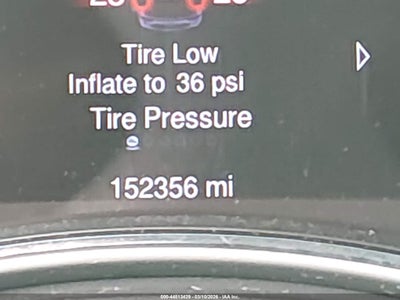 Tire Low
Inflate to 36 psi
Tire Pressure
152356 mi